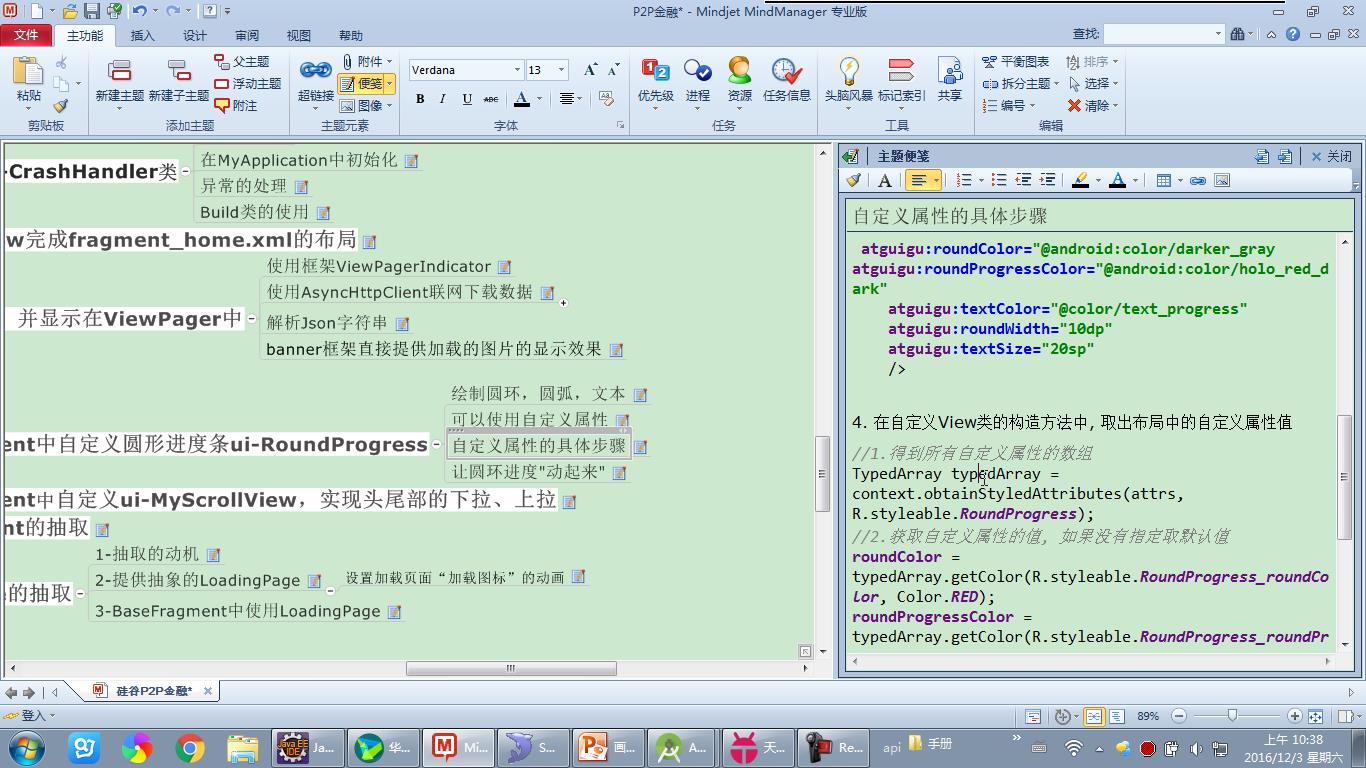 P2P金融* - Mindjet MindManager 专业版
文件 主功能 插入 设计 审阅 视图 帮助 查找:
粘贴
剪贴板
新建主题 新建子主题 父主题 浮动主题 附注
添加主题
超链接 附件 便笺 图像
主题元素
Verdana 13
B I U ABC A
字体
优先级 进程 资源 任务信息
任务
头脑风暴 标记索引 共享
工具
平衡图表 排序
拆分主题 选择
编号 清除
编辑
-CrashHandler类
在MyApplication中初始化
异常的处理
Build类的使用
w完成fragment_home.xml的布局
并显示在ViewPager中
使用框架ViewPagerIndicator
使用AsyncHttpClient联网下载数据
解析Json字符串
banner框架直接提供加载的图片的显示效果
ent中自定义圆形进度条ui-RoundProgress
绘制圆环，圆弧，文本
可以使用自定义属性
自定义属性的具体步骤
让圆环进度"动起来"
ent中自定义ui-MyScrollView，实现头尾部的下拉、上拉
nt的抽取
的抽取
1-抽取的动机
2-提供抽象的LoadingPage
设置加载页面“加载图标”的动画
3-BaseFragment中使用LoadingPage
主题便笺 关闭
自定义属性的具体步骤
atguigu:roundColor="@android:color/darker_gray
atguigu:roundProgressColor="@android:color/holo_red_d
ark"
atguigu:textColor="@color/text_progress"
atguigu:roundWidth="10dp"
atguigu:textSize="20sp"
/>
4. 在自定义View类的构造方法中, 取出布局中的自定义属性值
//1.得到所有自定义属性的数组
TypedArray typedArray =
context.obtainStyledAttributes(attrs,
R.styleable.RoundProgress);
//2.获取自定义属性的值, 如果没有指定取默认值
roundColor =
typedArray.getColor(R.styleable.RoundProgress_roundCo
lor, Color.RED);
roundProgressColor =
typedArray.getColor(R.styleable.RoundProgress_roundPr
硅谷P2P金融*
登入 89%
Ja... 华... Mi... S... 画... A... 天... Re... api 手册
上午 10:38
2016/12/3 星期六